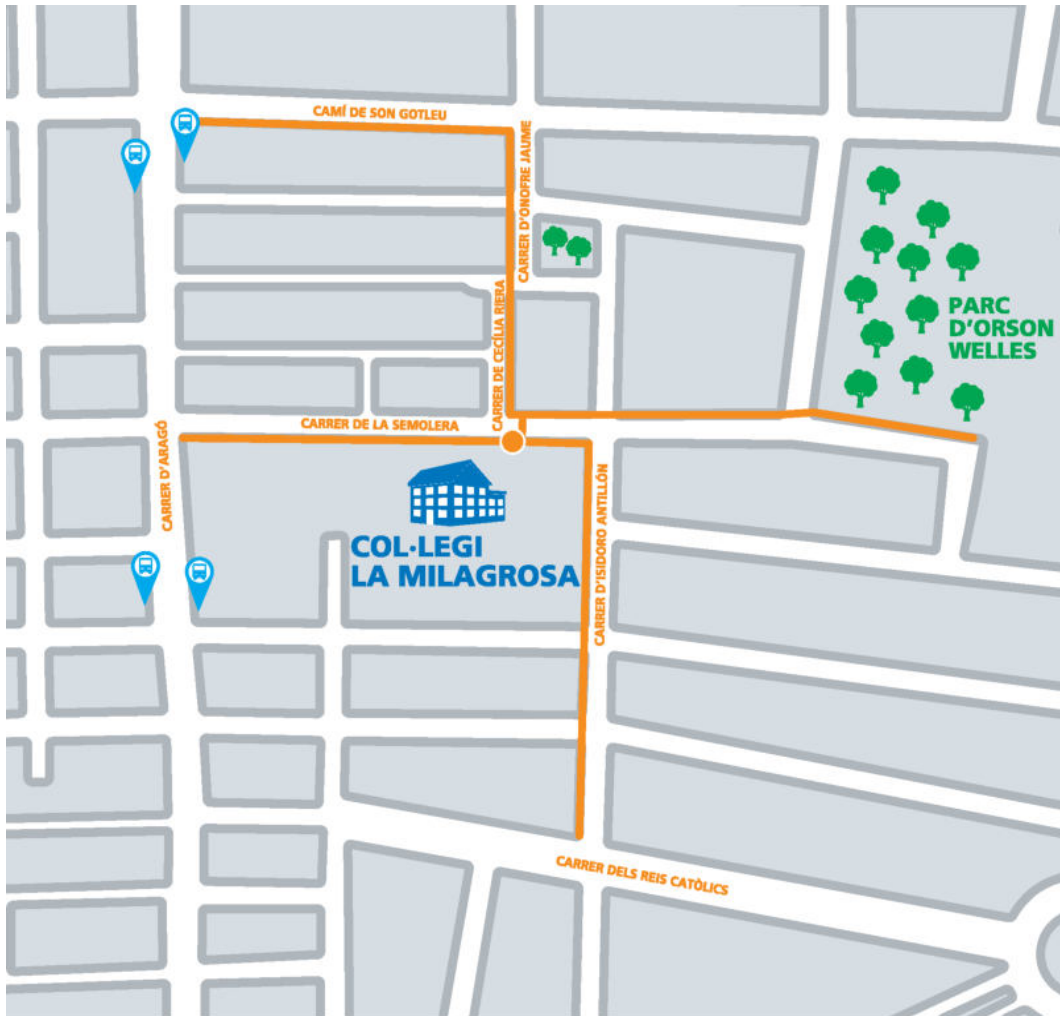 CAMÍ DE SON GOTLEU
CARRER D'ONOFRE JAUME
CARRER DE CECÍLIA RIERA
PARC
D'ORSON
WELLES
CARRER DE LA SEMOLERA
CARRER D'ARAGÓ
COL·LEGI
LA MILAGROSA
CARRER D'ISIDORO ANTILLÓN
CARRER DELS REIS CATÒLICS